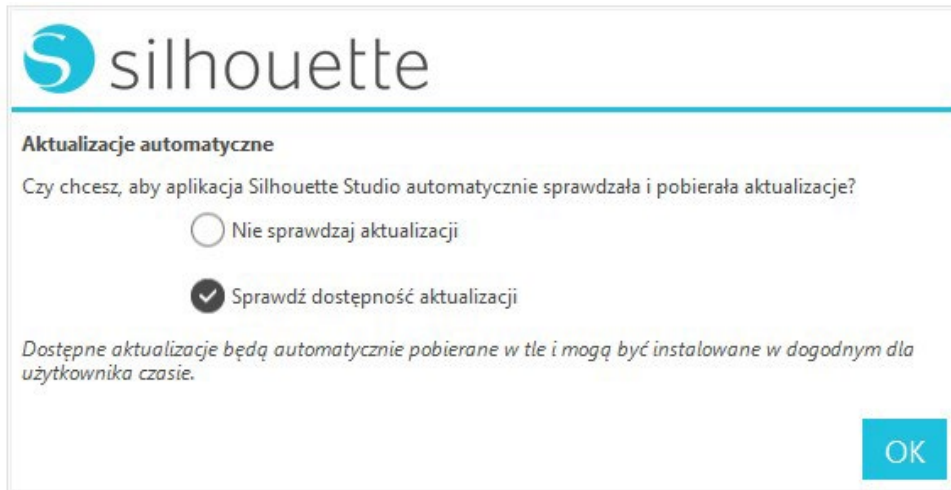 silhouette
Aktualizacje automatyczne
Czy chcesz, aby aplikacja Silhouette Studio automatycznie sprawdzała i pobierała aktualizacje?
Nie sprawdzaj aktualizacji
Sprawdź dostępność aktualizacji
Dostępne aktualizacje będą automatycznie pobierane w tle i mogą być instalowane w dogodnym dla
użytkownika czasie.
OK